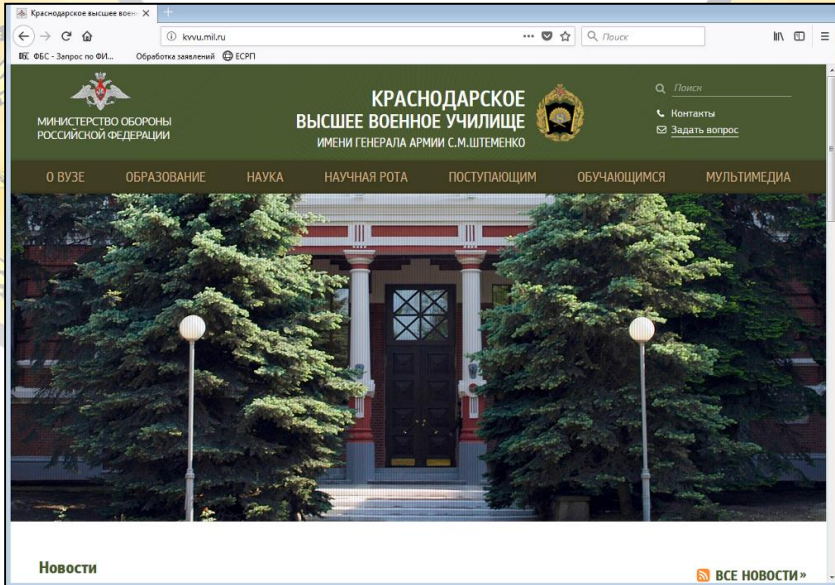 Краснодарское высшее воен
kvvu.mil.ru
Поиск
ФБС - Запрос по ФИ...
Обработка заявлений
ЕСРП
МИНИСТЕРСТВО ОБОРОНЫ
РОССИЙСКОЙ ФЕДЕРАЦИИ
КРАСНОДАРСКОЕ
ВЫСШЕЕ ВОЕННОЕ УЧИЛИЩЕ
ИМЕНИ ГЕНЕРАЛА АРМИИ С.М.ШТЕМЕНКО
Поиск
Контакты
Задать вопрос
О ВУЗЕ
ОБРАЗОВАНИЕ
НАУКА
НАУЧНАЯ РОТА
ПОСТУПАЮЩИМ
ОБУЧАЮЩИМСЯ
МУЛЬТИМЕДИА
Новости
ВСЕ НОВОСТИ»